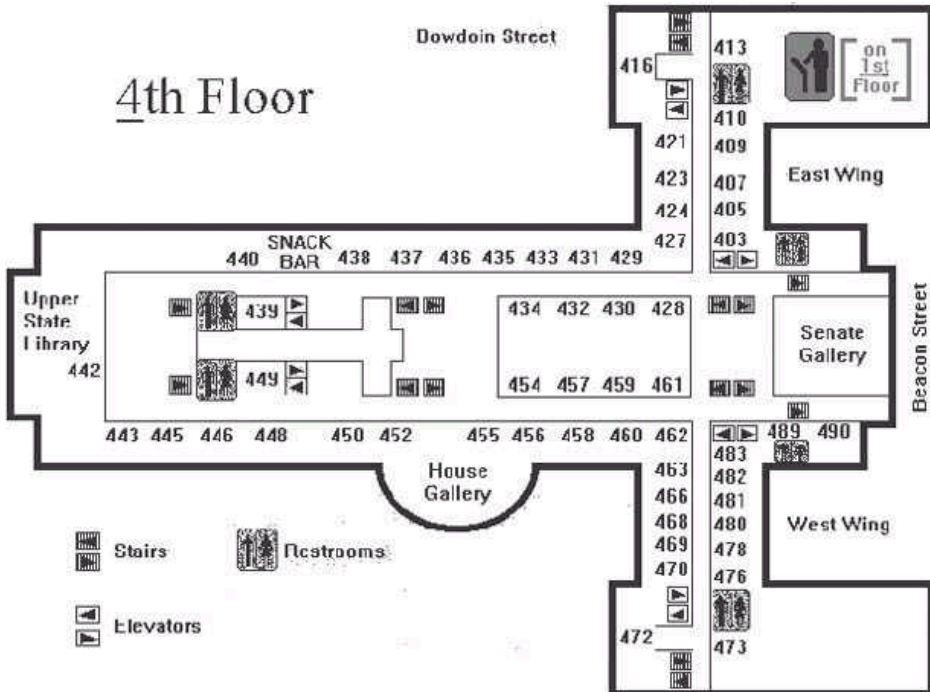 Dowdoin Street
4th Floor
416
413
on
1st
Floor
410
421
409
423
407
East Wing
424
405
427
403
SNACK
BAR
440
438
437
436
435
433
431
429
Upper
State
Library
442
439
434
432
430
428
Senate
Gallery
Beacon Street
449
454
457
459
461
443
445
446
448
450
452
455
456
458
460
462
489
490
483
House
Gallery
463
482
466
481
468
480
West Wing
469
478
470
476
Stairs
Restrooms
Elevators
472
473